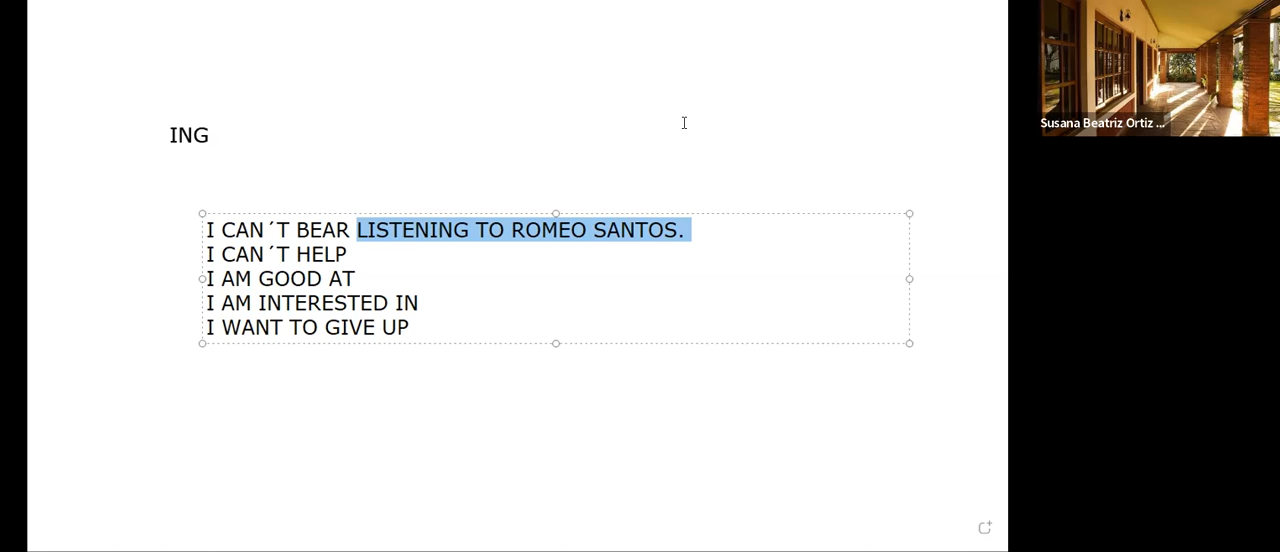 ING
I CAN´T BEAR LISTENING TO ROMEO SANTOS.
I CAN´T HELP
I AM GOOD AT
I AM INTERESTED IN
I WANT TO GIVE UP
Susana Beatriz Ortiz ...